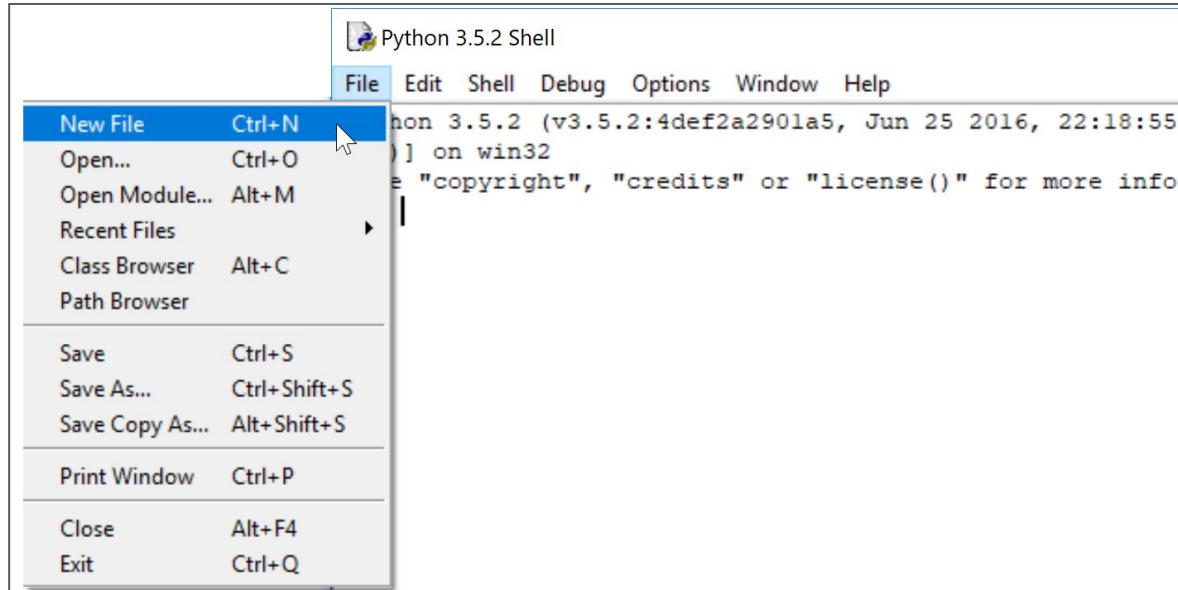 Python 3.5.2 Shell
File Edit Shell Debug Options Window Help
New File Ctrl+N
Open... Ctrl+O
Open Module... Alt+M
Recent Files
Class Browser Alt+C
Path Browser
Save Ctrl+S
Save As... Ctrl+Shift+S
Save Copy As... Alt+Shift+S
Print Window Ctrl+P
Close Alt+F4
Exit Ctrl+Q
hon 3.5.2 (v3.5.2:4def2a2901a5, Jun 25 2016, 22:18:55
)] on win32
e "copyright", "credits" or "license()" for more info